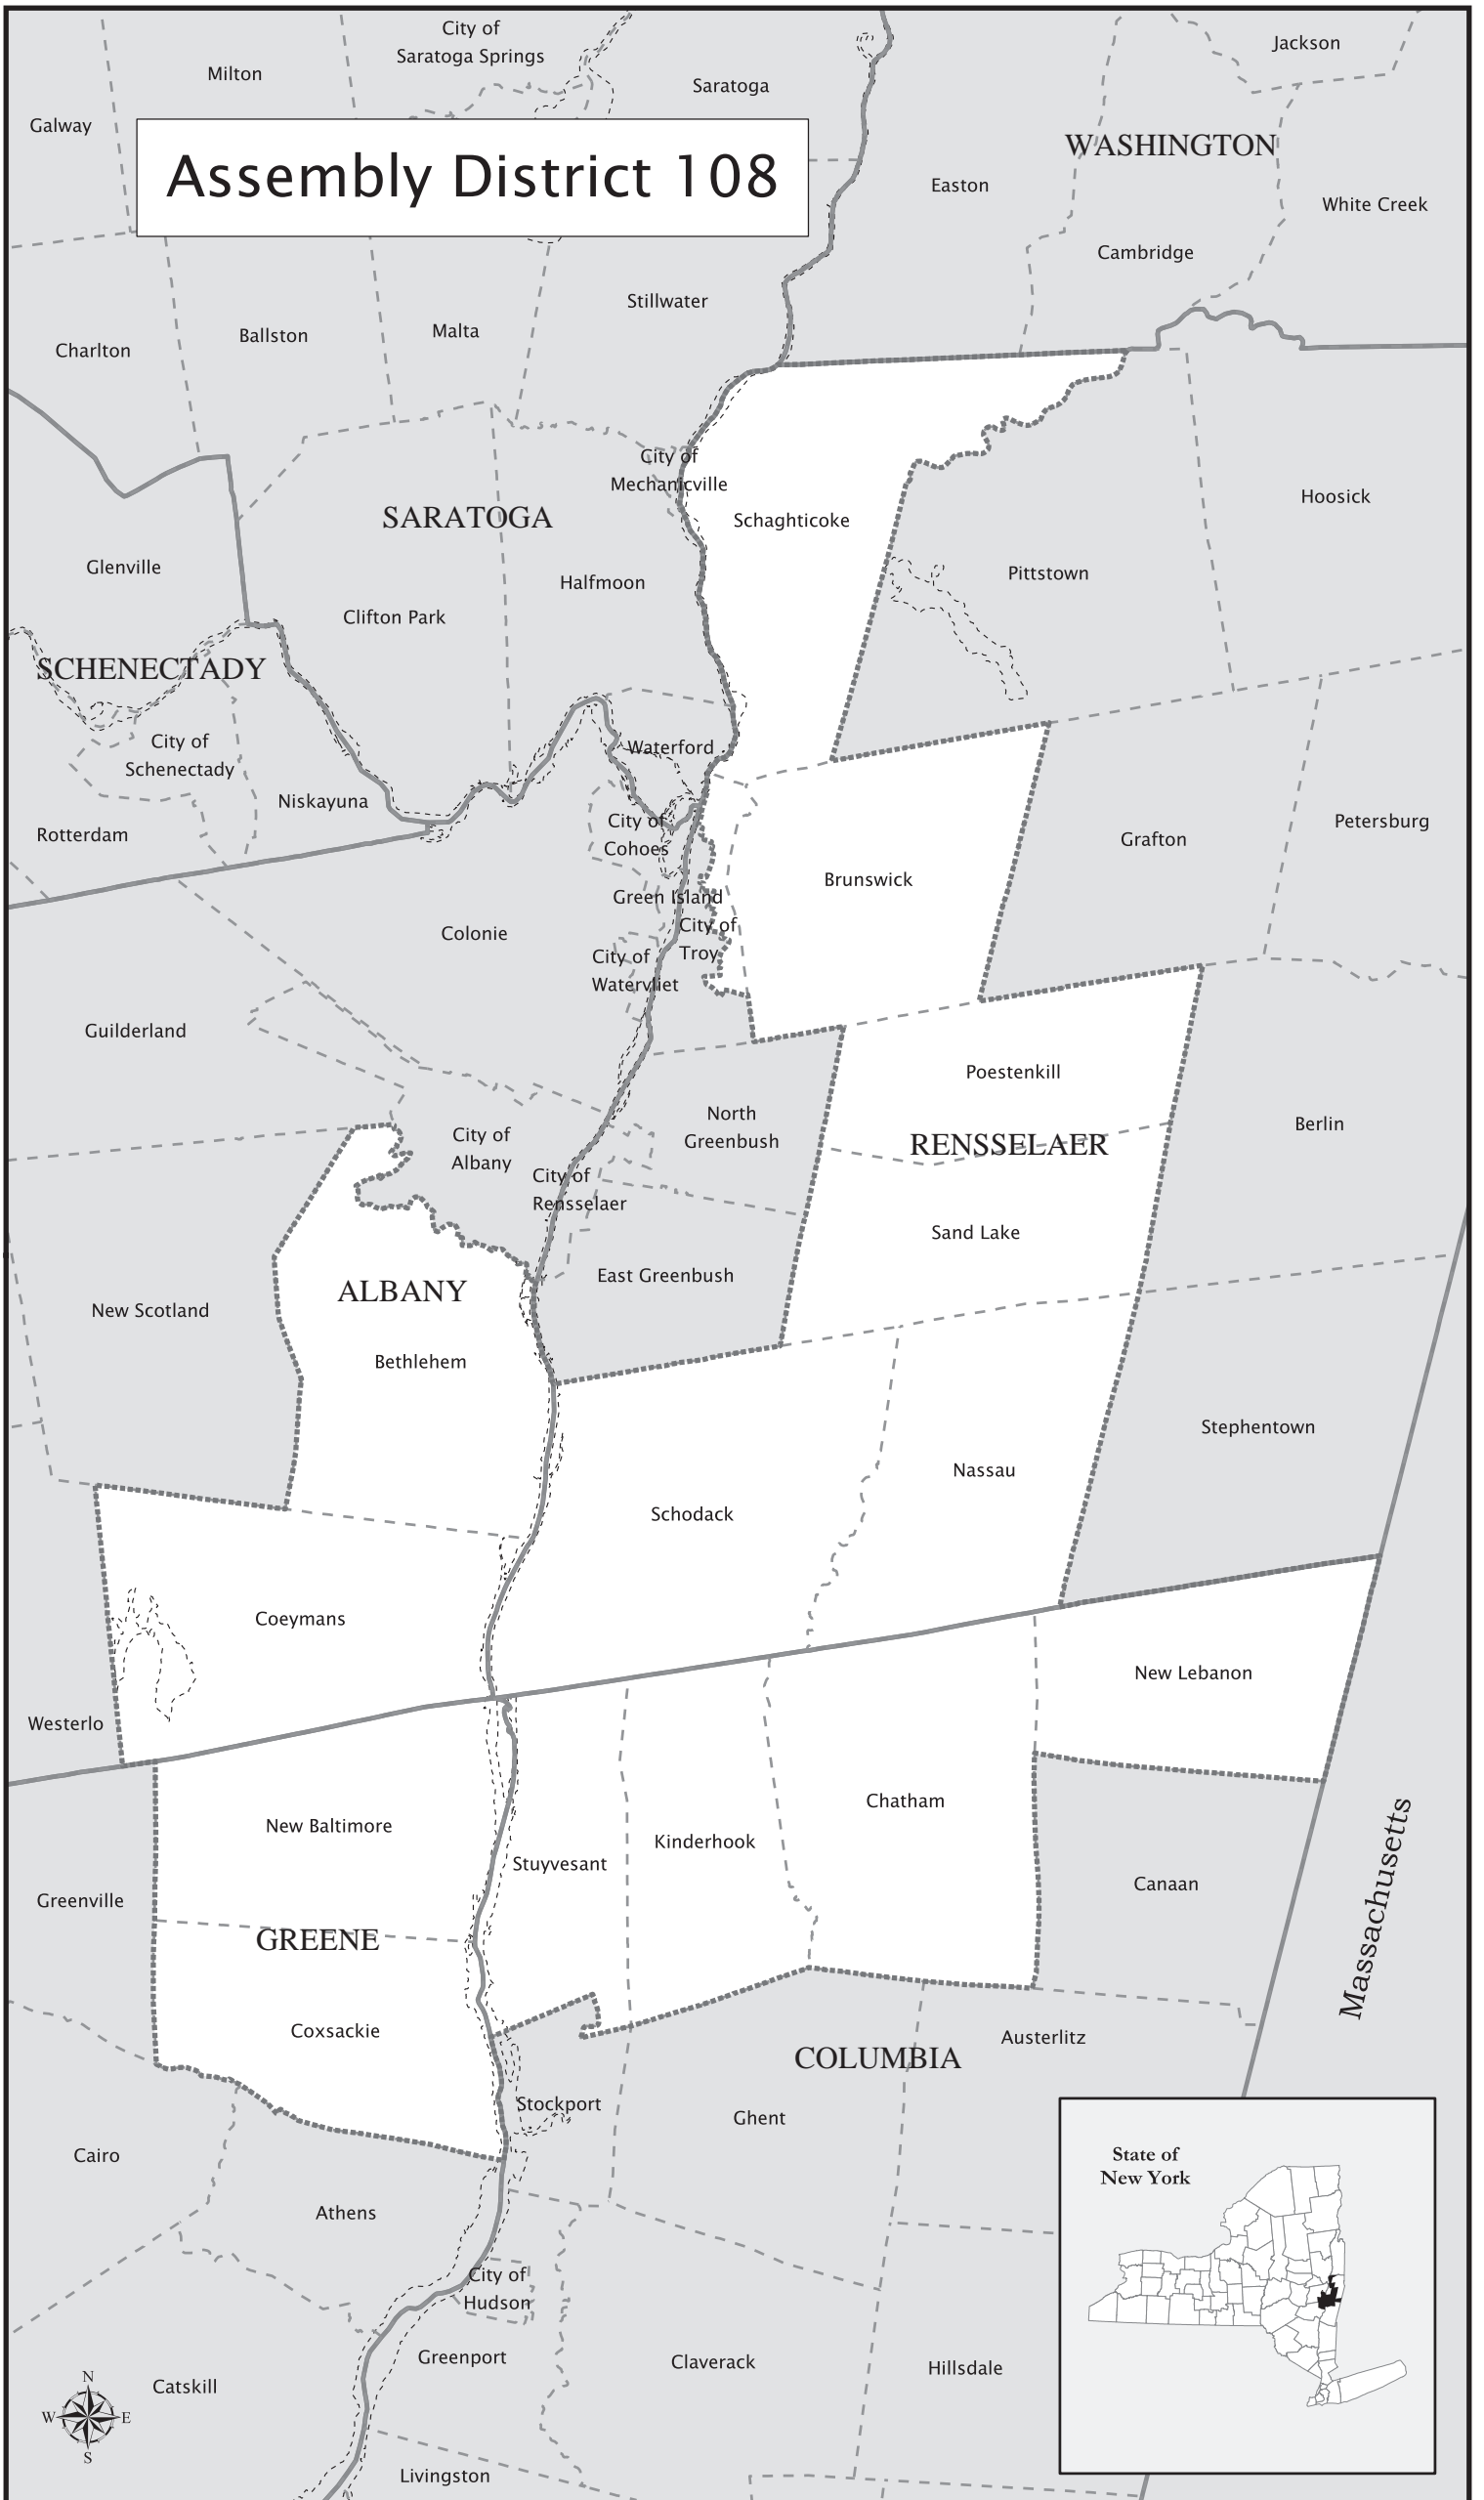 City of
Saratoga Springs
Jackson
Milton
Saratoga
Galway
WASHINGTON
Assembly District 108
Easton
White Creek
Cambridge
Stillwater
Malta
Ballston
Charlton
City of
Mechanicville
Hoosick
SARATOGA
Schaghticoke
Glenville
Pittstown
Halfmoon
Clifton Park
SCHENECTADY
City of
Schenectady
Waterford
Niskayuna
Rotterdam
City of
Cohoes
Petersburg
Grafton
Brunswick
Green Island
City of
Troy
Colonie
City of
Watervliet
Guilderland
Poestenkill
North
Greenbush
Berlin
City of
Albany
RENSSELAER
City of
Rensselaer
Sand Lake
East Greenbush
ALBANY
New Scotland
Bethlehem
Stephentown
Nassau
Schodack
Coeymans
New Lebanon
Westerlo
Chatham
New Baltimore
Kinderhook
Stuyvesant
Canaan
Greenville
Massachusetts
GREENE
Coxsackie
Austerlitz
COLUMBIA
Stockport
Ghent
Cairo
State of
New York
Athens
City of
Hudson
Greenport
Claverack
Hillsdale
Catskill
N
W
E
S
Livingston